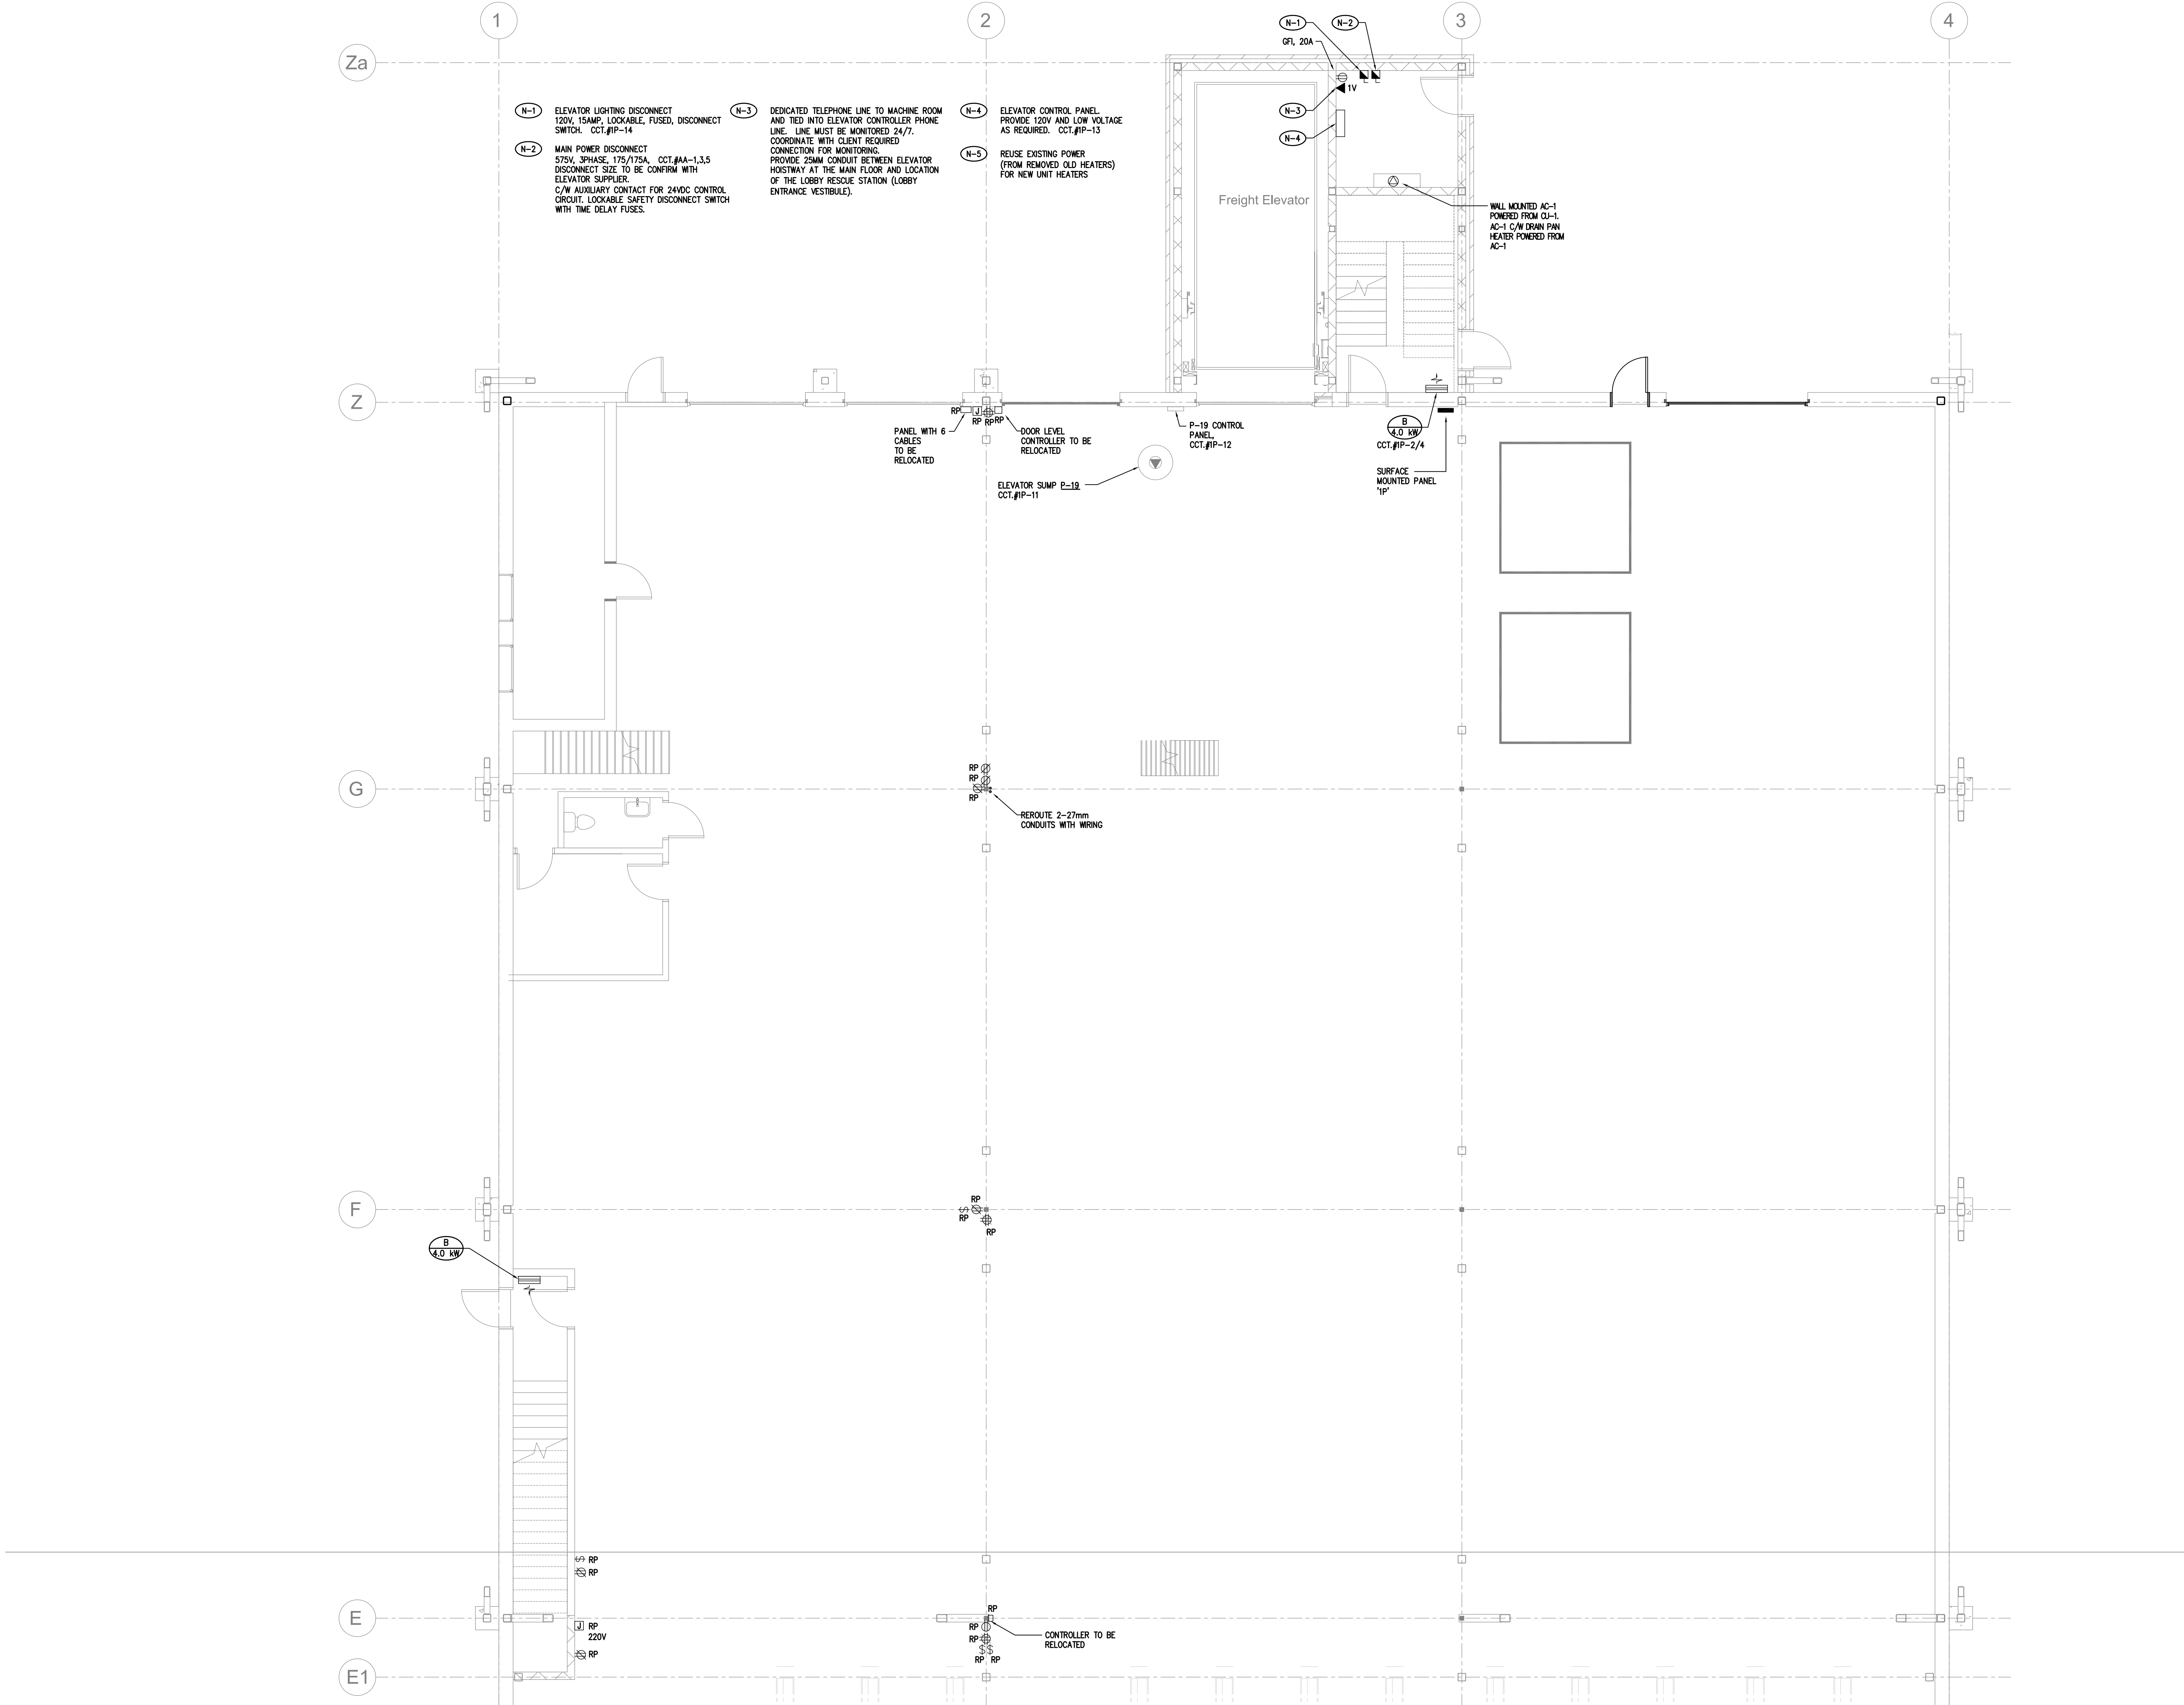 1
2
3
4
Za
N-1
N-2
GFI, 20A
1V
N-3
N-4
N-1
ELEVATOR LIGHTING DISCONNECT
120V, 15AMP, LOCKABLE, FUSED, DISCONNECT
SWITCH. CCT.#1P-14
N-2
MAIN POWER DISCONNECT
575V, 3PHASE, 175/175A, CCT.#AA-1,3,5
DISCONNECT SIZE TO BE CONFIRM WITH
ELEVATOR SUPPLIER.
C/W AUXILIARY CONTACT FOR 24VDC CONTROL
CIRCUIT. LOCKABLE SAFETY DISCONNECT SWITCH
WITH TIME DELAY FUSES.
N-3
DEDICATED TELEPHONE LINE TO MACHINE ROOM
AND TIED INTO ELEVATOR CONTROLLER PHONE
LINE. LINE MUST BE MONITORED 24/7.
COORDINATE WITH CLIENT REQUIRED
CONNECTION FOR MONITORING.
PROVIDE 25MM CONDUIT BETWEEN ELEVATOR
HOISTWAY AT THE MAIN FLOOR AND LOCATION
OF THE LOBBY RESCUE STATION (LOBBY
ENTRANCE VESTIBULE).
N-4
ELEVATOR CONTROL PANEL.
PROVIDE 120V AND LOW VOLTAGE
AS REQUIRED. CCT.#1P-13
N-5
REUSE EXISTING POWER
(FROM REMOVED OLD HEATERS)
FOR NEW UNIT HEATERS
Freight Elevator
WALL MOUNTED AC-1
POWERED FROM CU-1.
AC-1 C/W DRAIN PAN
HEATER POWERED FROM
AC-1
Z
RP
J
RP
RP
RP
PANEL WITH 6
CABLES
TO BE
RELOCATED
DOOR LEVEL
CONTROLLER TO BE
RELOCATED
P-19 CONTROL
PANEL,
CCT.#1P-12
B
4.0 kW
CCT.#1P-2/4
ELEVATOR SUMP P-19
CCT.#1P-11
SURFACE
MOUNTED PANEL
'1P'
G
RP
RP
RP
REROUTE 2-27mm
CONDUITS WITH WIRING
F
RP
RP
RP
B
4.0 kW
RP
RP
E
J
RP
220V
RP
RP
RP
RP
$ $
RP RP
CONTROLLER TO BE
RELOCATED
E1